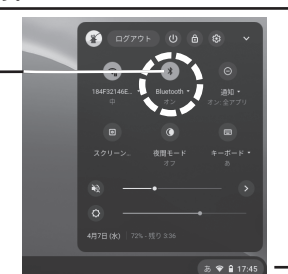 ログアウト
184F32146E...
中
Bluetooth
オン
通知
オン、全アプリ
スクリーン...
夜間モード
オフ
キーボード
あ
4月7日 (水) 72% - 残り 3:36
あ 17:45